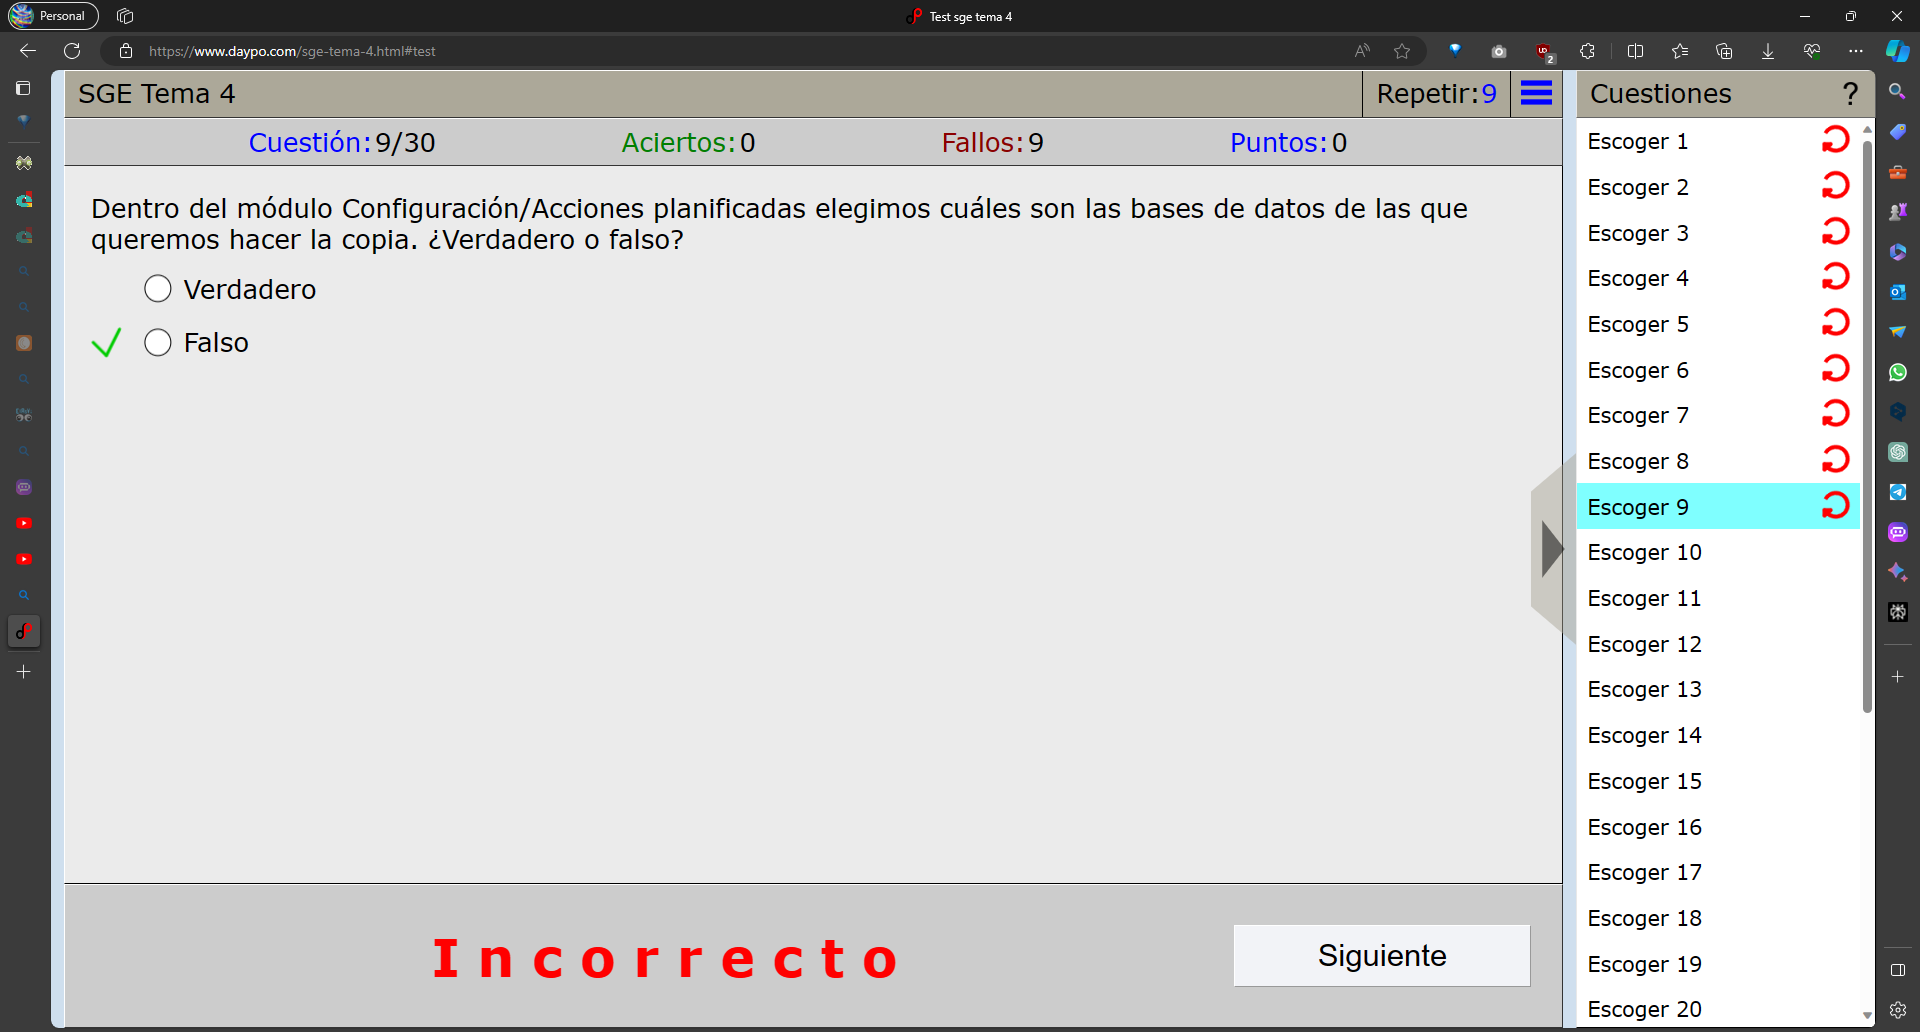 Personal
Test sge tema 4
https://www.daypo.com/sge-tema-4.html#test
SGE Tema 4
Repetir:9
Cuestiones
?
Cuestión:9/30
Aciertos:0
Fallos:9
Puntos:0
Dentro del módulo Configuración/Acciones planificadas elegimos cuáles son las bases de datos de las que
queremos hacer la copia. ¿Verdadero o falso?
Verdadero
Falso
Incorrecto
Siguiente
Escoger 1
Escoger 2
Escoger 3
Escoger 4
Escoger 5
Escoger 6
Escoger 7
Escoger 8
Escoger 9
Escoger 10
Escoger 11
Escoger 12
Escoger 13
Escoger 14
Escoger 15
Escoger 16
Escoger 17
Escoger 18
Escoger 19
Escoger 20